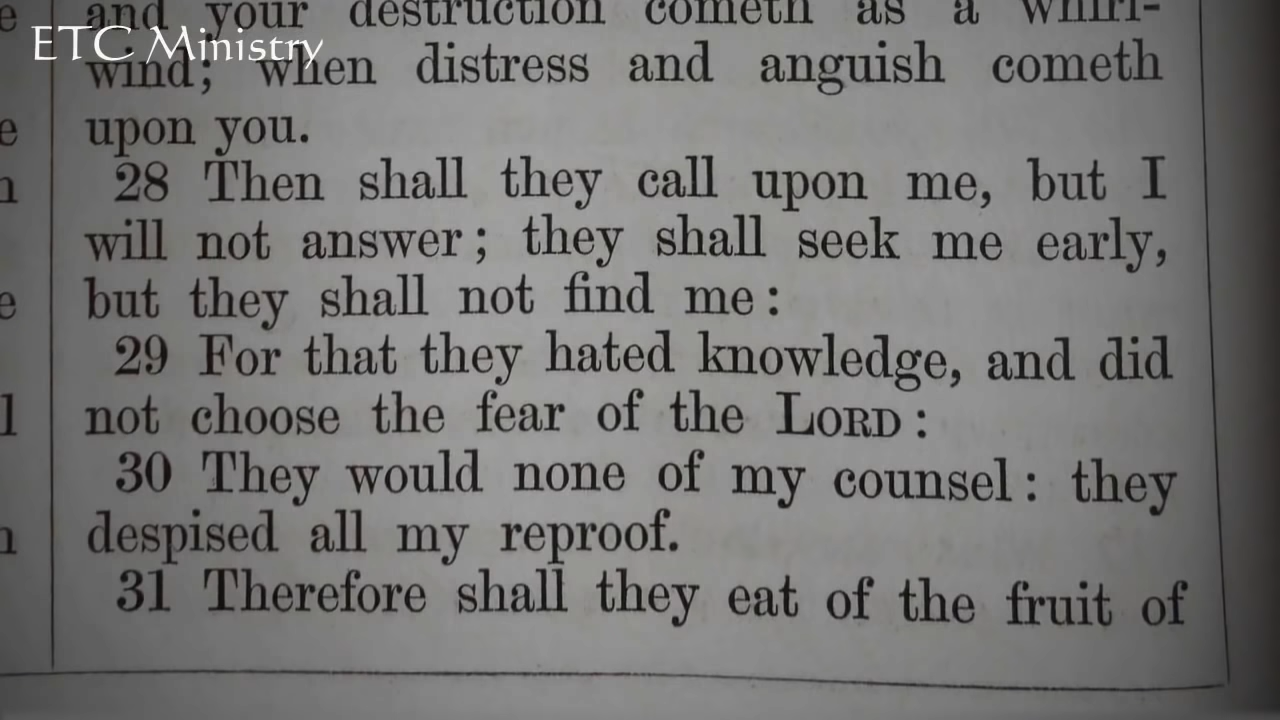 ETC Ministry
and your destruction cometh as a whirl-
wind; when distress and anguish cometh
upon you.
28 Then shall they call upon me, but I
will not answer; they shall seek me early,
but they shall not find me:
29 For that they hated knowledge, and did
not choose the fear of the LORD:
30 They would none of my counsel: they
despised all my reproof.
31 Therefore shall they eat of the fruit of